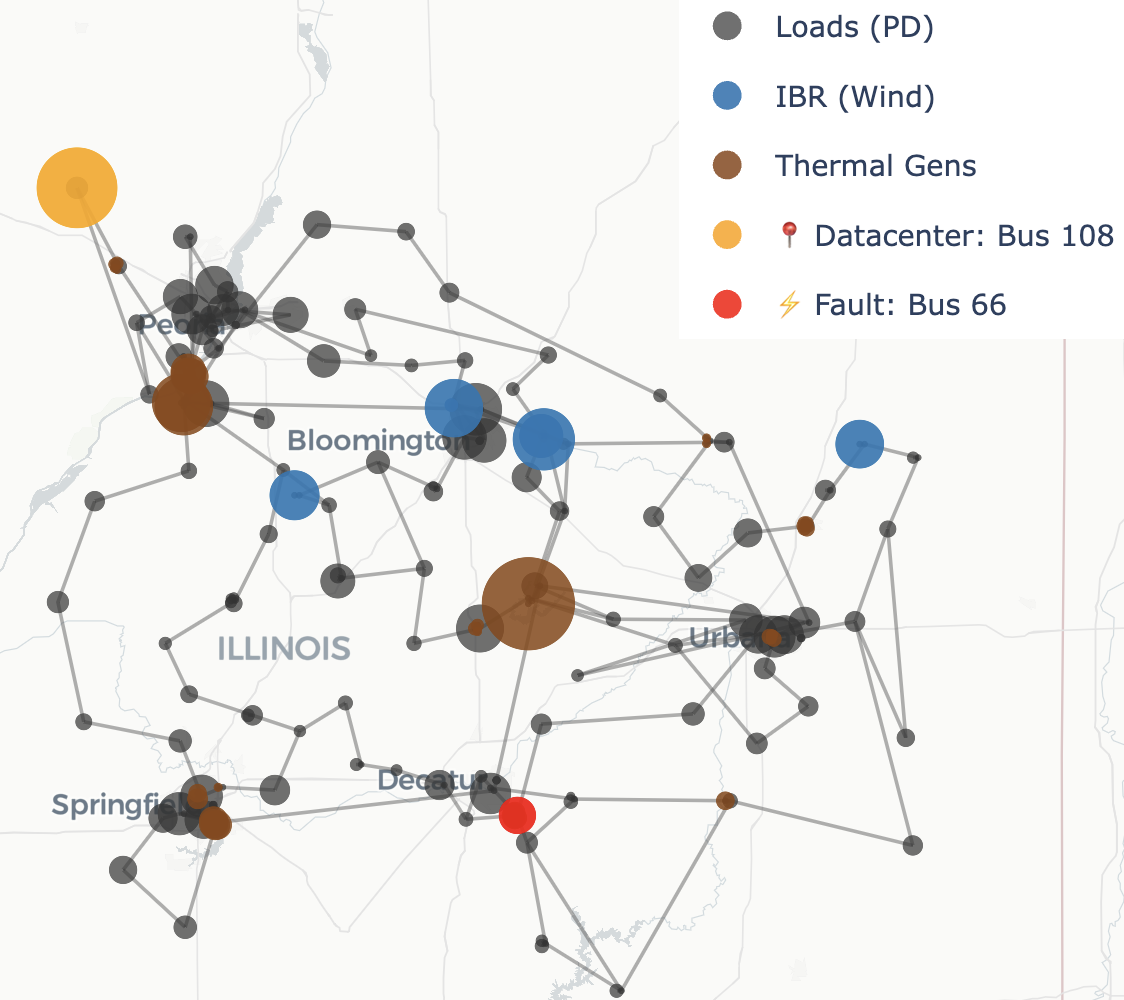 Loads (PD)
IBR (Wind)
Thermal Gens
📍 Datacenter: Bus 108
⚡ Fault: Bus 66
Bloomington
ILLINOIS
Decatur